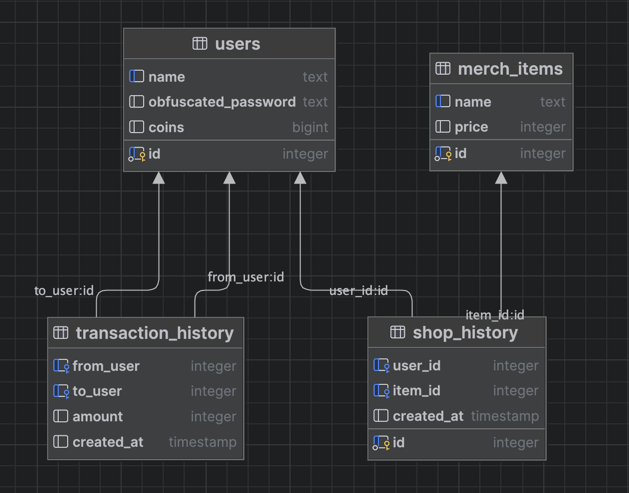 users
name text
obfuscated_password text
coins bigint
id integer
merch_items
name text
price integer
id integer
to_user:id
from_user:id
user_id:id
item_id:id
transaction_history
from_user integer
to_user integer
amount integer
created_at timestamp
shop_history
user_id integer
item_id integer
created_at timestamp
id integer